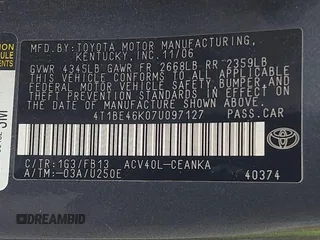 MFD.BY: TOYOTA MOTOR MANUFACTURING,
KENTUCKY, INC. 11/06
GVWR 4345LB GAWR FR 2668LB RR 2359LB
THIS VEHICLE CONFORMS TO ALL APPLICABLE
FEDERAL MOTOR VEHICLE SAFETY, BUMPER, AND
THEFT PREVENTION STANDARDS IN EFFECT ON
THE DATE OF MANUFACTURE SHOWN ABOVE.
4T1BE46K07U097127 PASS.CAR
C/TR: 1G3/FB13 ACV40L-CEANKA
A/TM: -03A/U250E
TOYOTA
40374
DREAMBID